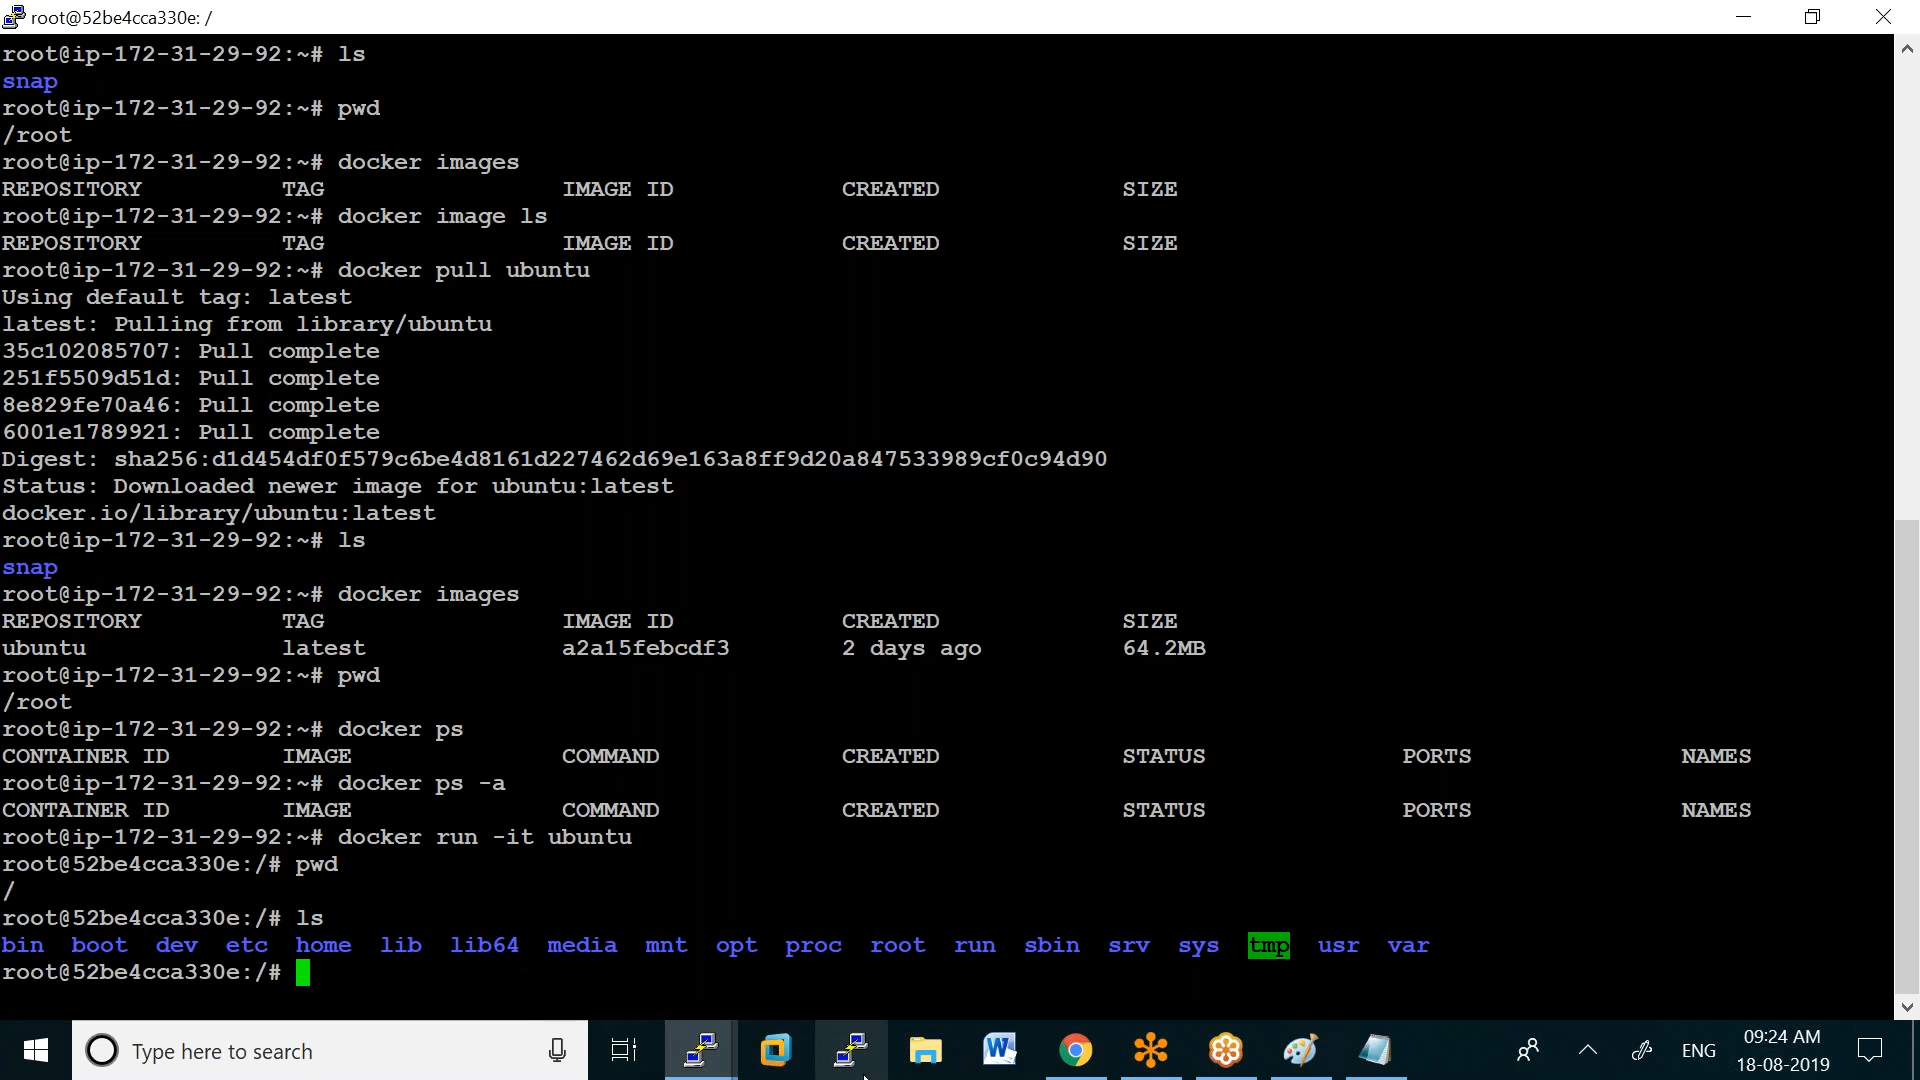 root@52be4cca330e: /
root@ip-172-31-29-92:~# ls
snap
root@ip-172-31-29-92:~# pwd
/root
root@ip-172-31-29-92:~# docker images
REPOSITORY          TAG                 IMAGE ID            CREATED             SIZE
root@ip-172-31-29-92:~# docker image ls
REPOSITORY          TAG                 IMAGE ID            CREATED             SIZE
root@ip-172-31-29-92:~# docker pull ubuntu
Using default tag: latest
latest: Pulling from library/ubuntu
35c102085707: Pull complete
251f5509d51d: Pull complete
8e829fe70a46: Pull complete
6001e1789921: Pull complete
Digest: sha256:d1d454df0f579c6be4d8161d227462d69e163a8ff9d20a847533989cf0c94d90
Status: Downloaded newer image for ubuntu:latest
docker.io/library/ubuntu:latest
root@ip-172-31-29-92:~# ls
snap
root@ip-172-31-29-92:~# docker images
REPOSITORY          TAG                 IMAGE ID            CREATED             SIZE
ubuntu              latest              a2a15febcdf3        2 days ago          64.2MB
root@ip-172-31-29-92:~# pwd
/root
root@ip-172-31-29-92:~# docker ps
CONTAINER ID        IMAGE               COMMAND             CREATED             STATUS              PORTS               NAMES
root@ip-172-31-29-92:~# docker ps -a
CONTAINER ID        IMAGE               COMMAND             CREATED             STATUS              PORTS               NAMES
root@ip-172-31-29-92:~# docker run -it ubuntu
root@52be4cca330e:/# pwd
/
root@52be4cca330e:/# ls
bin  boot  dev  etc  home  lib  lib64  media  mnt  opt  proc  root  run  sbin  srv  sys  tmp  usr  var
root@52be4cca330e:/#
Type here to search
ENG
09:24 AM
18-08-2019